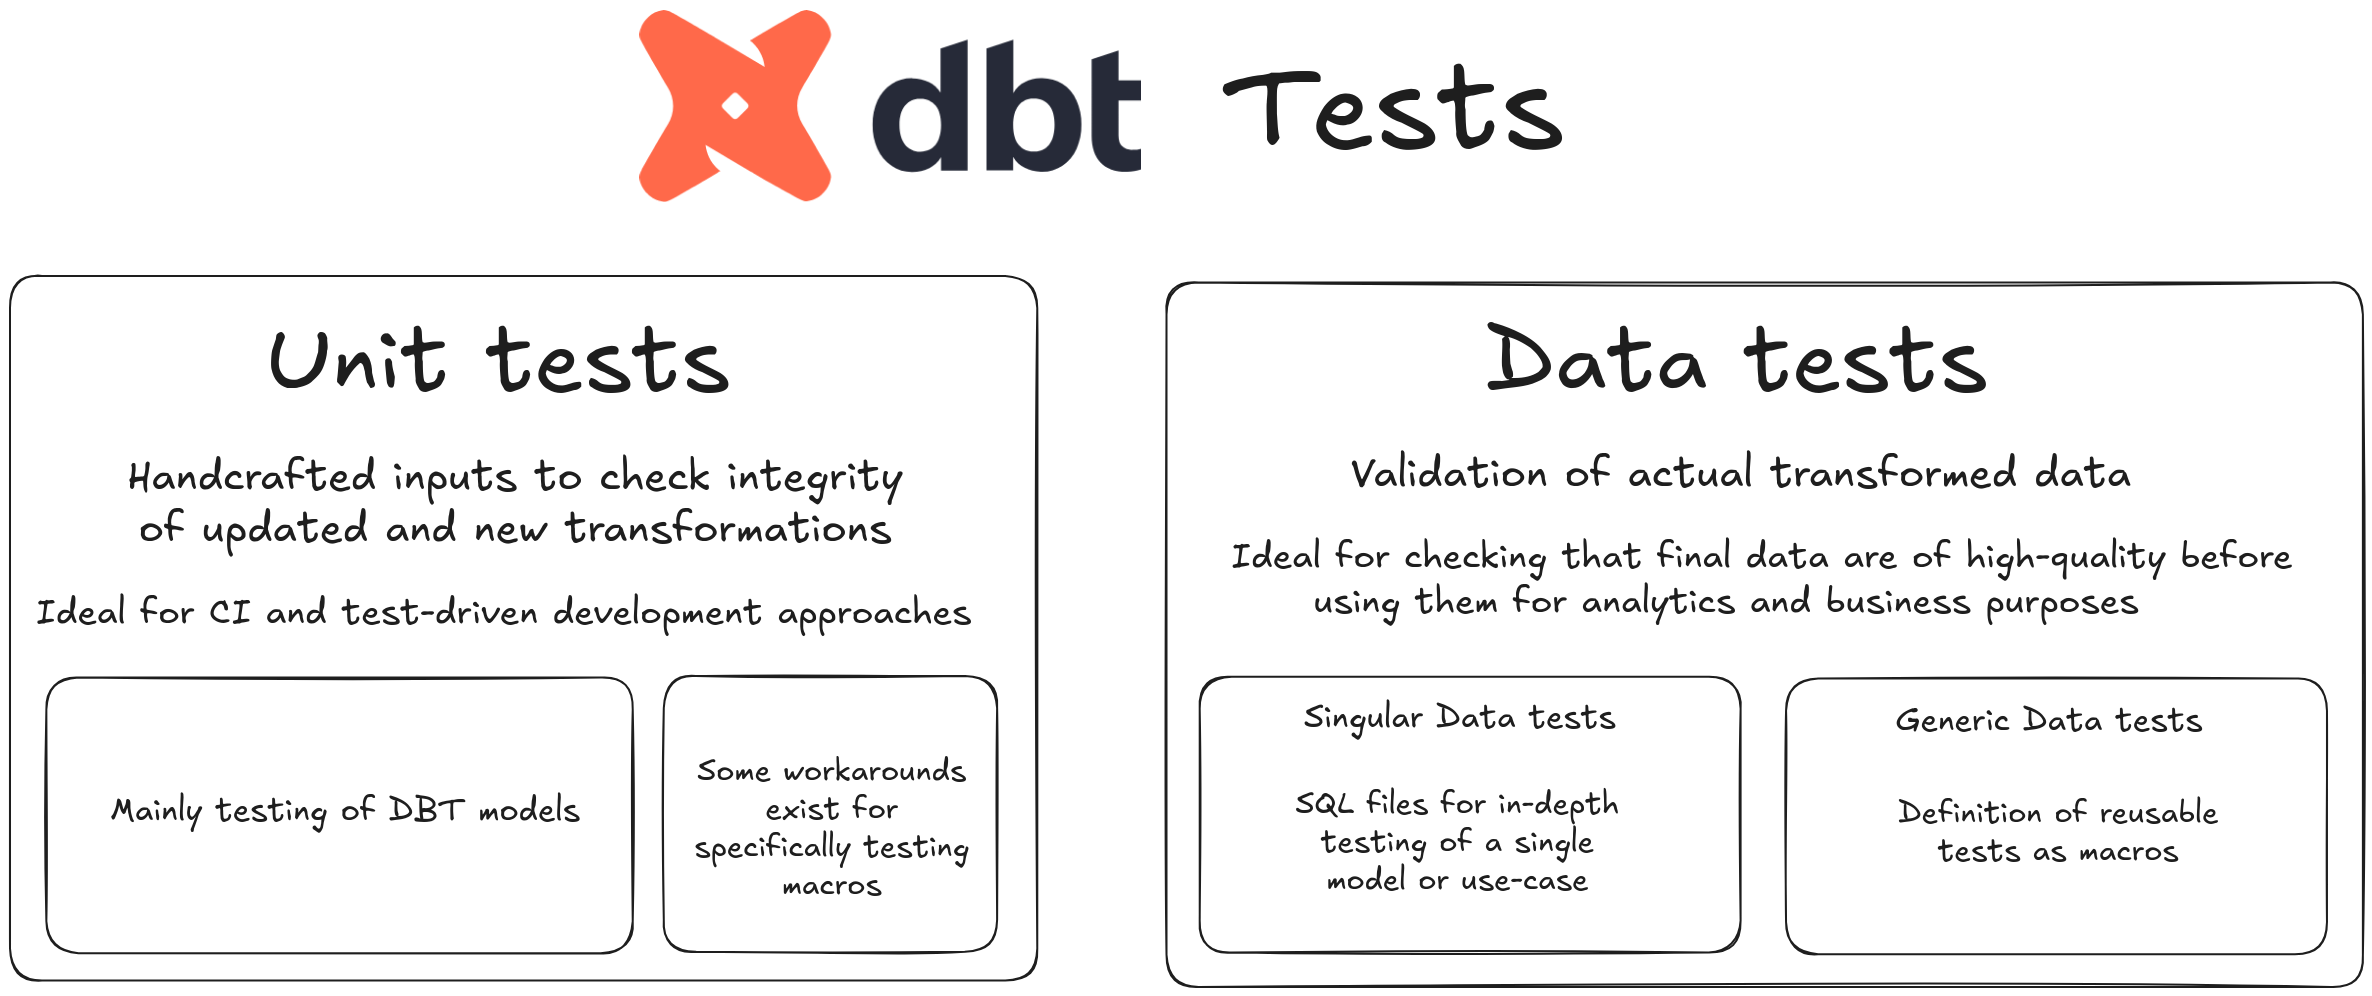 dbt Tests
Unit tests
Handcrafted inputs to check integrity
of updated and new transformations
Ideal for CI and test-driven development approaches
Mainly testing of DBT models
Some workarounds
exist for
specifically testing
macros
Data tests
Validation of actual transformed data
Ideal for checking that final data are of high-quality before
using them for analytics and business purposes
Singular Data tests
SQL files for in-depth
testing of a single
model or use-case
Generic Data tests
Definition of reusable
tests as macros